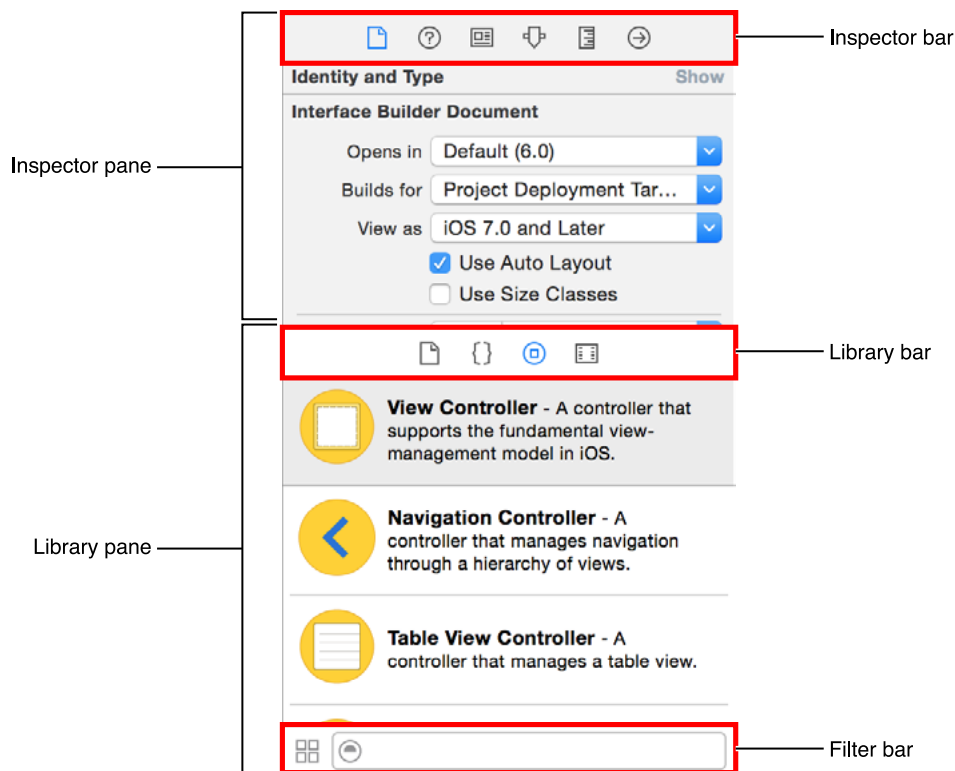 Inspector bar
Identity and Type Show
Interface Builder Document
Inspector pane
Opens in Default (6.0)
Builds for Project Deployment Tar...
View as iOS 7.0 and Later
Use Auto Layout
Use Size Classes
Library bar
View Controller - A controller that
supports the fundamental view-
management model in iOS.
Navigation Controller - A
controller that manages navigation
through a hierarchy of views.
Library pane
Table View Controller - A
controller that manages a table view.
Filter bar